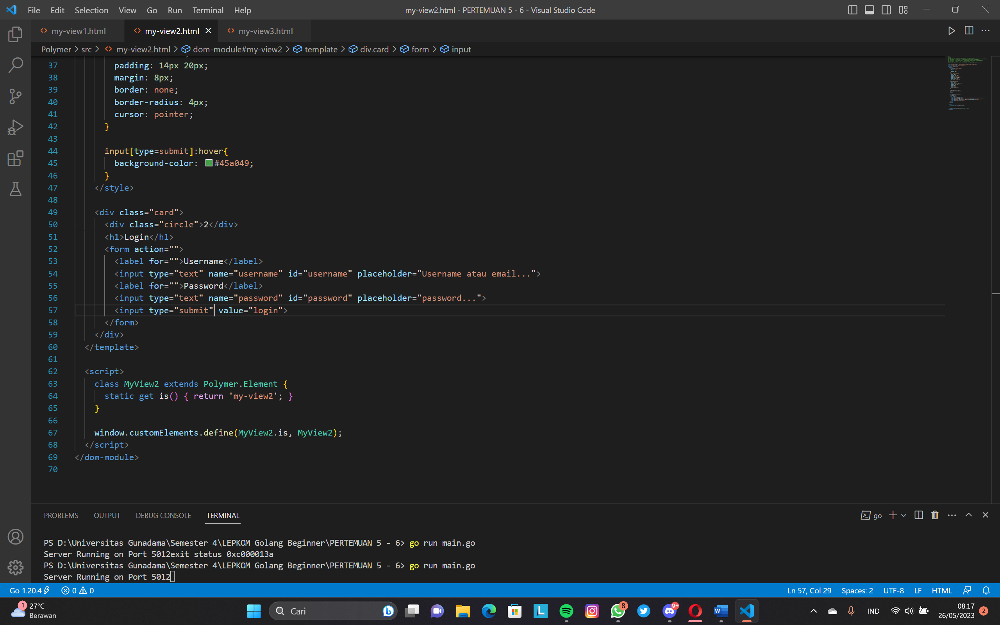 File Edit Selection View Go Run Terminal Help my-view2.html - PERTEMUAN 5 - 6 - Visual Studio Code
my-view1.html my-view2.html my-view3.html
Polymer > src > my-view2.html > dom-module#my-view2 > template > div.card > form > input
37 padding: 14px 20px;
38 margin: 8px;
39 border: none;
40 border-radius: 4px;
41 cursor: pointer;
42 }
43
44 input[type=submit]:hover{
45 background-color: #45a049;
46 }
47 </style>
48
49 <div class="card">
50 <div class="circle">2</div>
51 <h1>Login</h1>
52 <form action="">
53 <label for="">Username</label>
54 <input type="text" name="username" id="username" placeholder="Username atau email...">
55 <label for="">Password</label>
56 <input type="text" name="password" id="password" placeholder="password...">
57 <input type="submit" value="login">
58 </form>
59 </div>
60 </template>
61
62 <script>
63 class MyView2 extends Polymer.Element {
64 static get is() { return 'my-view2'; }
65 }
66
67 window.customElements.define(MyView2.is, MyView2);
68 </script>
69 </dom-module>
70
PROBLEMS OUTPUT DEBUG CONSOLE TERMINAL go
PS D:\Universitas Gunadama\Semester 4\LEPKOM Golang Beginner\PERTEMUAN 5 - 6> go run main.go
Server Running on Port 5012exit status 0xc000013a
PS D:\Universitas Gunadama\Semester 4\LEPKOM Golang Beginner\PERTEMUAN 5 - 6> go run main.go
Server Running on Port 5012
Go 1.20.4 0 0 Ln 57, Col 29 Spaces: 2 UTF-8 LF HTML
1 27°C Cari 8 9+ IND 08.17
Berawan 26/05/2023 2